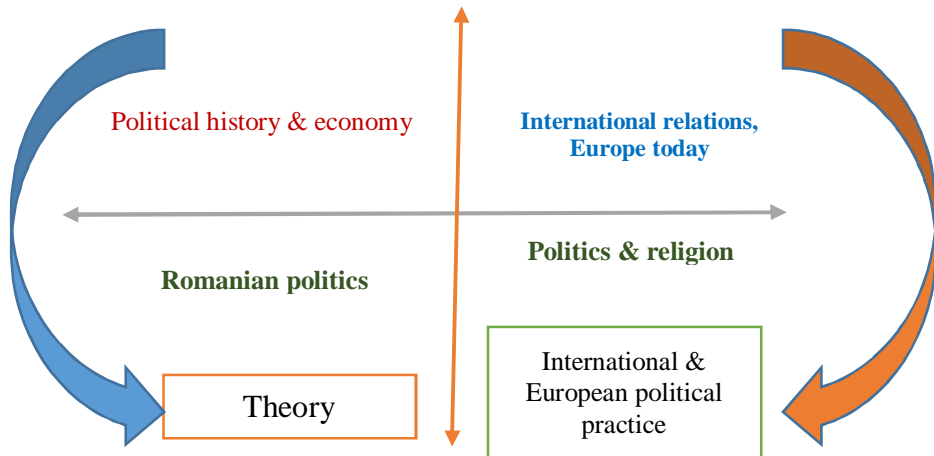 Political history & economy
International relations,
Europe today
Romanian politics
Politics & religion
Theory
International &
European political
practice